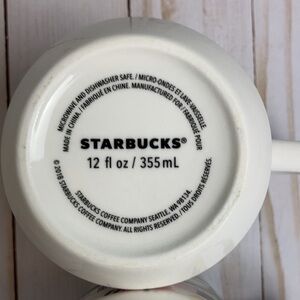 MICROWAVE AND DISHWASHER SAFE. / MICRO-ONDES ET LAVE-VAISSELLE.
MADE IN CHINA. / FABRIQUÉ EN CHINE. MANUFACTURED FOR / FABRIQUÉ POUR
STARBUCKS®
12 fl oz / 355 mL
STARBUCKS COFFEE COMPANY SEATTLE, WA 98134.
© 2018 STARBUCKS COFFEE COMPANY. ALL RIGHTS RESERVED. / TOUS DROITS RÉSERVÉS.